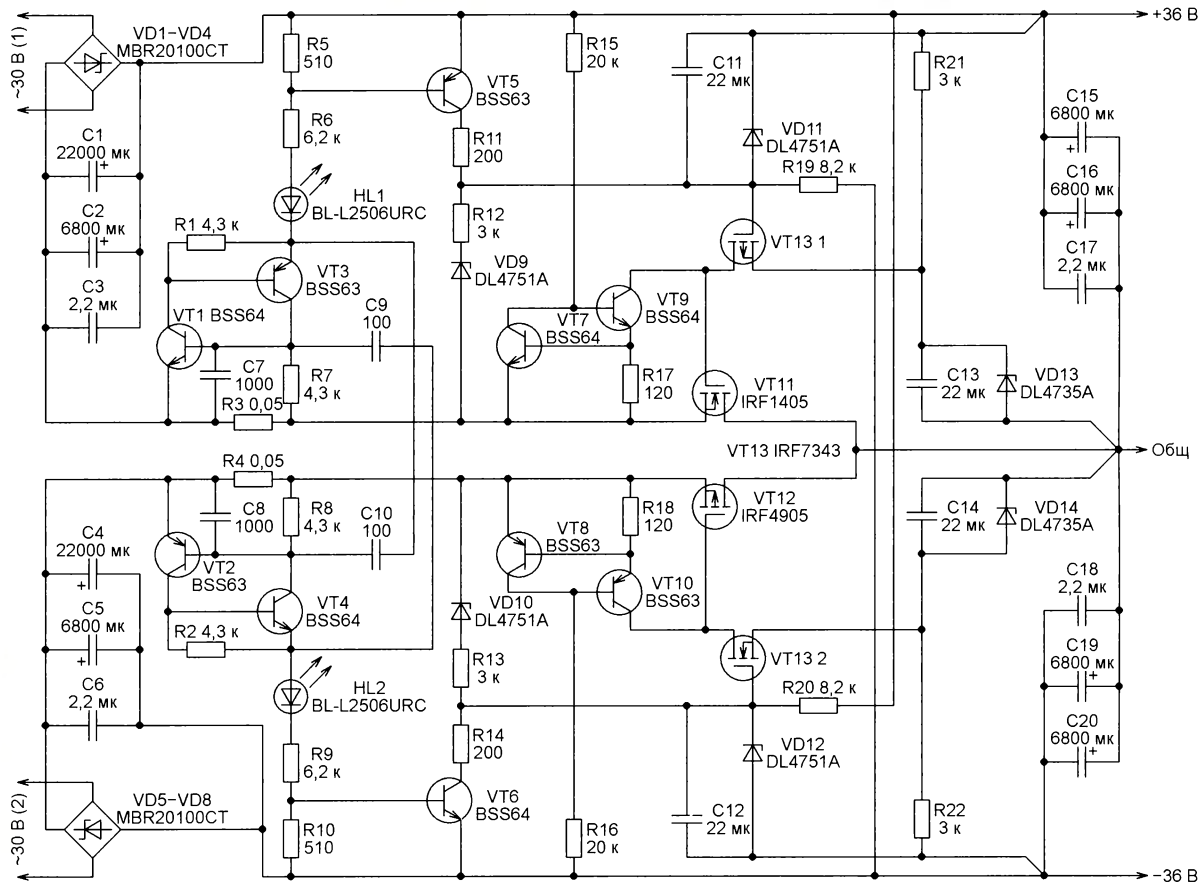 ~30 В (1)
VD1–VD4
MBR20100CT
C1
22000 мк
+
C2
6800 мк
+
C3
2,2 мк
R5
510
R6
6,2 к
HL1
BL-L2506URC
R1 4,3 к
VT3
BSS63
VT1 BSS64
C7
1000
R7
4,3 к
R3 0,05
C9
100
VT5
BSS63
R11
200
R12
3 к
VD9
DL4751A
R15
20 к
VT7
BSS64
VT9
BSS64
R17
120
C11
22 мк
VD11
DL4751A
R19 8,2 к
VT13 1
VT11
IRF1405
R21
3 к
C13
22 мк
VD13
DL4735A
C15
6800 мк
+
C16
6800 мк
+
C17
2,2 мк
+36 В
VT13 IRF7343
Общ
R4 0,05
C8
1000
R8
4,3 к
C10
100
VT2
BSS63
VT4
BSS64
R2 4,3 к
HL2
BL-L2506URC
R9
6,2 к
R10
510
C4
22000 мк
+
C5
6800 мк
+
C6
2,2 мк
~30 В (2)
VD5–VD8
MBR20100CT
VD10
DL4751A
R13
3 к
R14
200
VT6
BSS64
VT8
BSS63
R18
120
VT10
BSS63
R16
20 к
VT12
IRF4905
VT13 2
R20 8,2 к
VD12
DL4751A
C12
22 мк
C14
22 мк
VD14
DL4735A
R22
3 к
C18
2,2 мк
C19
6800 мк
+
C20
6800 мк
+
−36 В